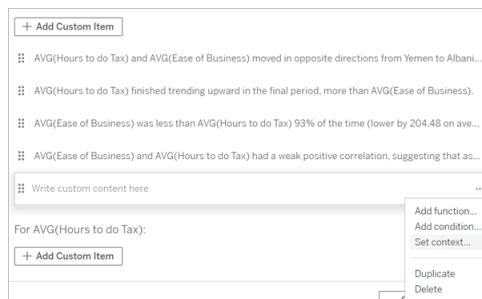 + Add Custom Item
AVG(Hours to do Tax) and AVG(Ease of Business) moved in opposite directions from Yemen to Albani...
AVG(Hours to do Tax) finished trending upward in the final period, more than AVG(Ease of Business).
AVG(Ease of Business) was less than AVG(Hours to do Tax) 93% of the time (lower by 204.48 on ave...
AVG(Ease of Business) and AVG(Hours to do Tax) had a weak positive correlation, suggesting that as...
Write custom content here
Add function...
Add condition...
Set context...
For AVG(Hours to do Tax):
+ Add Custom Item
Duplicate
Delete